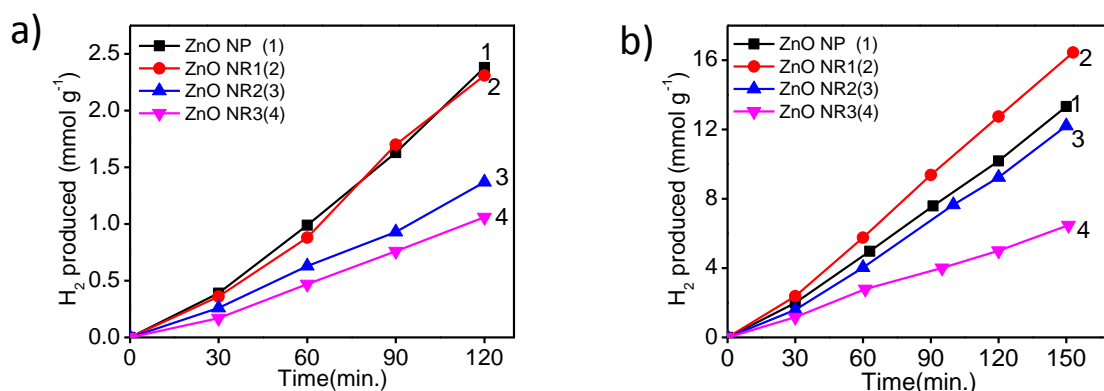 a)
ZnO NP (1)
ZnO NR1(2)
ZnO NR2(3)
ZnO NR3(4)
H2 produced (mmol g-1)
2.5
2.0
1.5
1.0
0.5
0.0
1
2
3
4
0 30 60 90 120
Time(min.)
b)
ZnO NP (1)
ZnO NR1(2)
ZnO NR2(3)
ZnO NR3(4)
H2 produced (mmol g-1)
16
12
8
4
0
2
1
3
4
0 30 60 90 120 150
Time(min.)